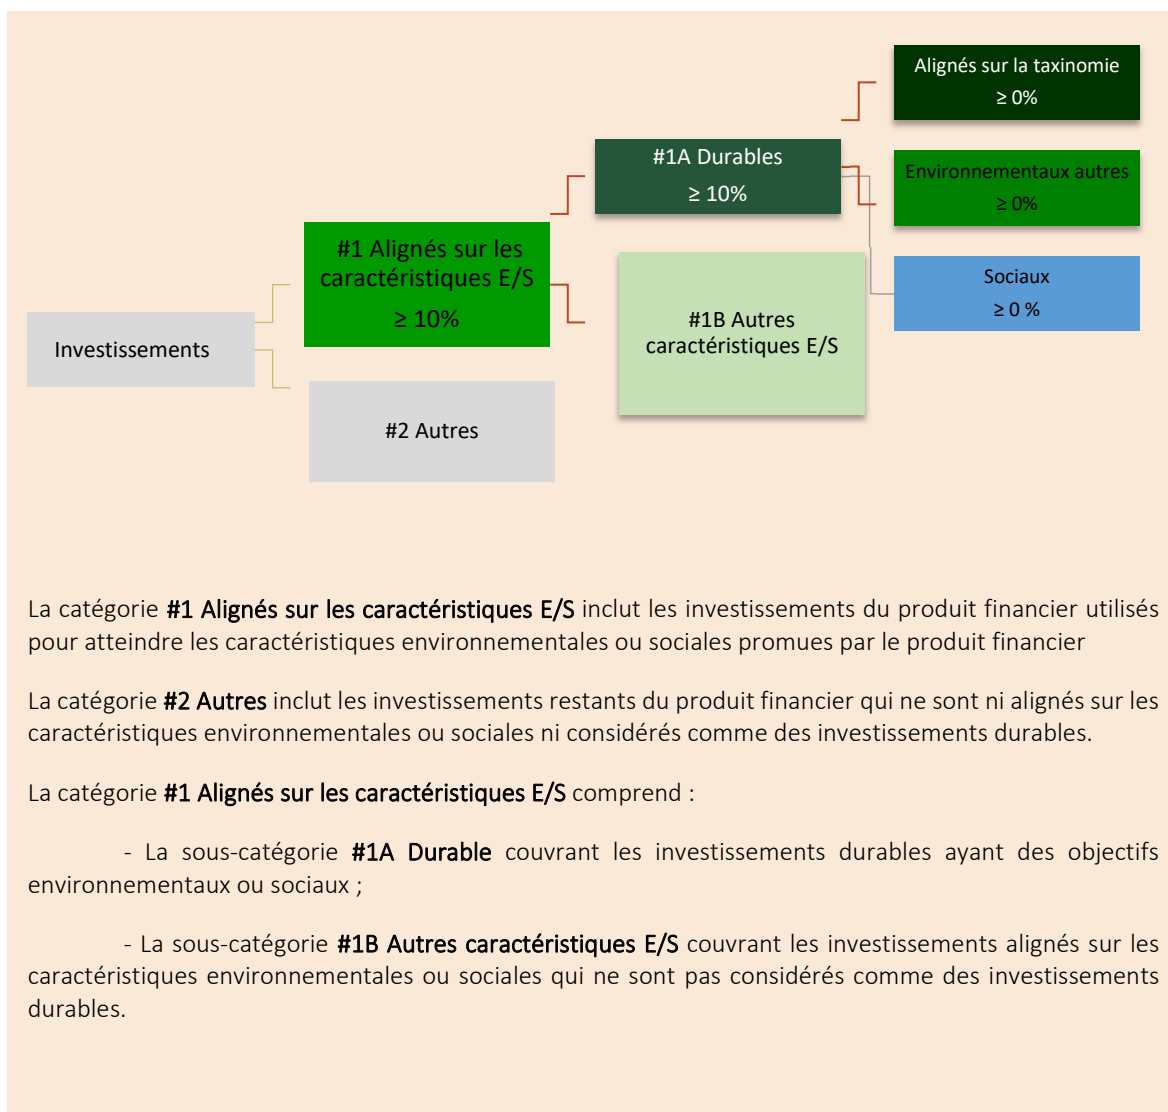 Alignés sur la taxinomie
≥ 0%
#1A Durables
≥ 10%
Environnementaux autres
≥ 0%
#1 Alignés sur les
caractéristiques E/S
≥ 10%
Sociaux
≥ 0 %
#1B Autres
caractéristiques E/S
Investissements
#2 Autres
La catégorie #1 Alignés sur les caractéristiques E/S inclut les investissements du produit financier utilisés
pour atteindre les caractéristiques environnementales ou sociales promues par le produit financier
La catégorie #2 Autres inclut les investissements restants du produit financier qui ne sont ni alignés sur les
caractéristiques environnementales ou sociales ni considérés comme des investissements durables.
La catégorie #1 Alignés sur les caractéristiques E/S comprend :
- La sous-catégorie #1A Durable couvrant les investissements durables ayant des objectifs
environnementaux ou sociaux ;
- La sous-catégorie #1B Autres caractéristiques E/S couvrant les investissements alignés sur les
caractéristiques environnementales ou sociales qui ne sont pas considérés comme des investissements
durables.